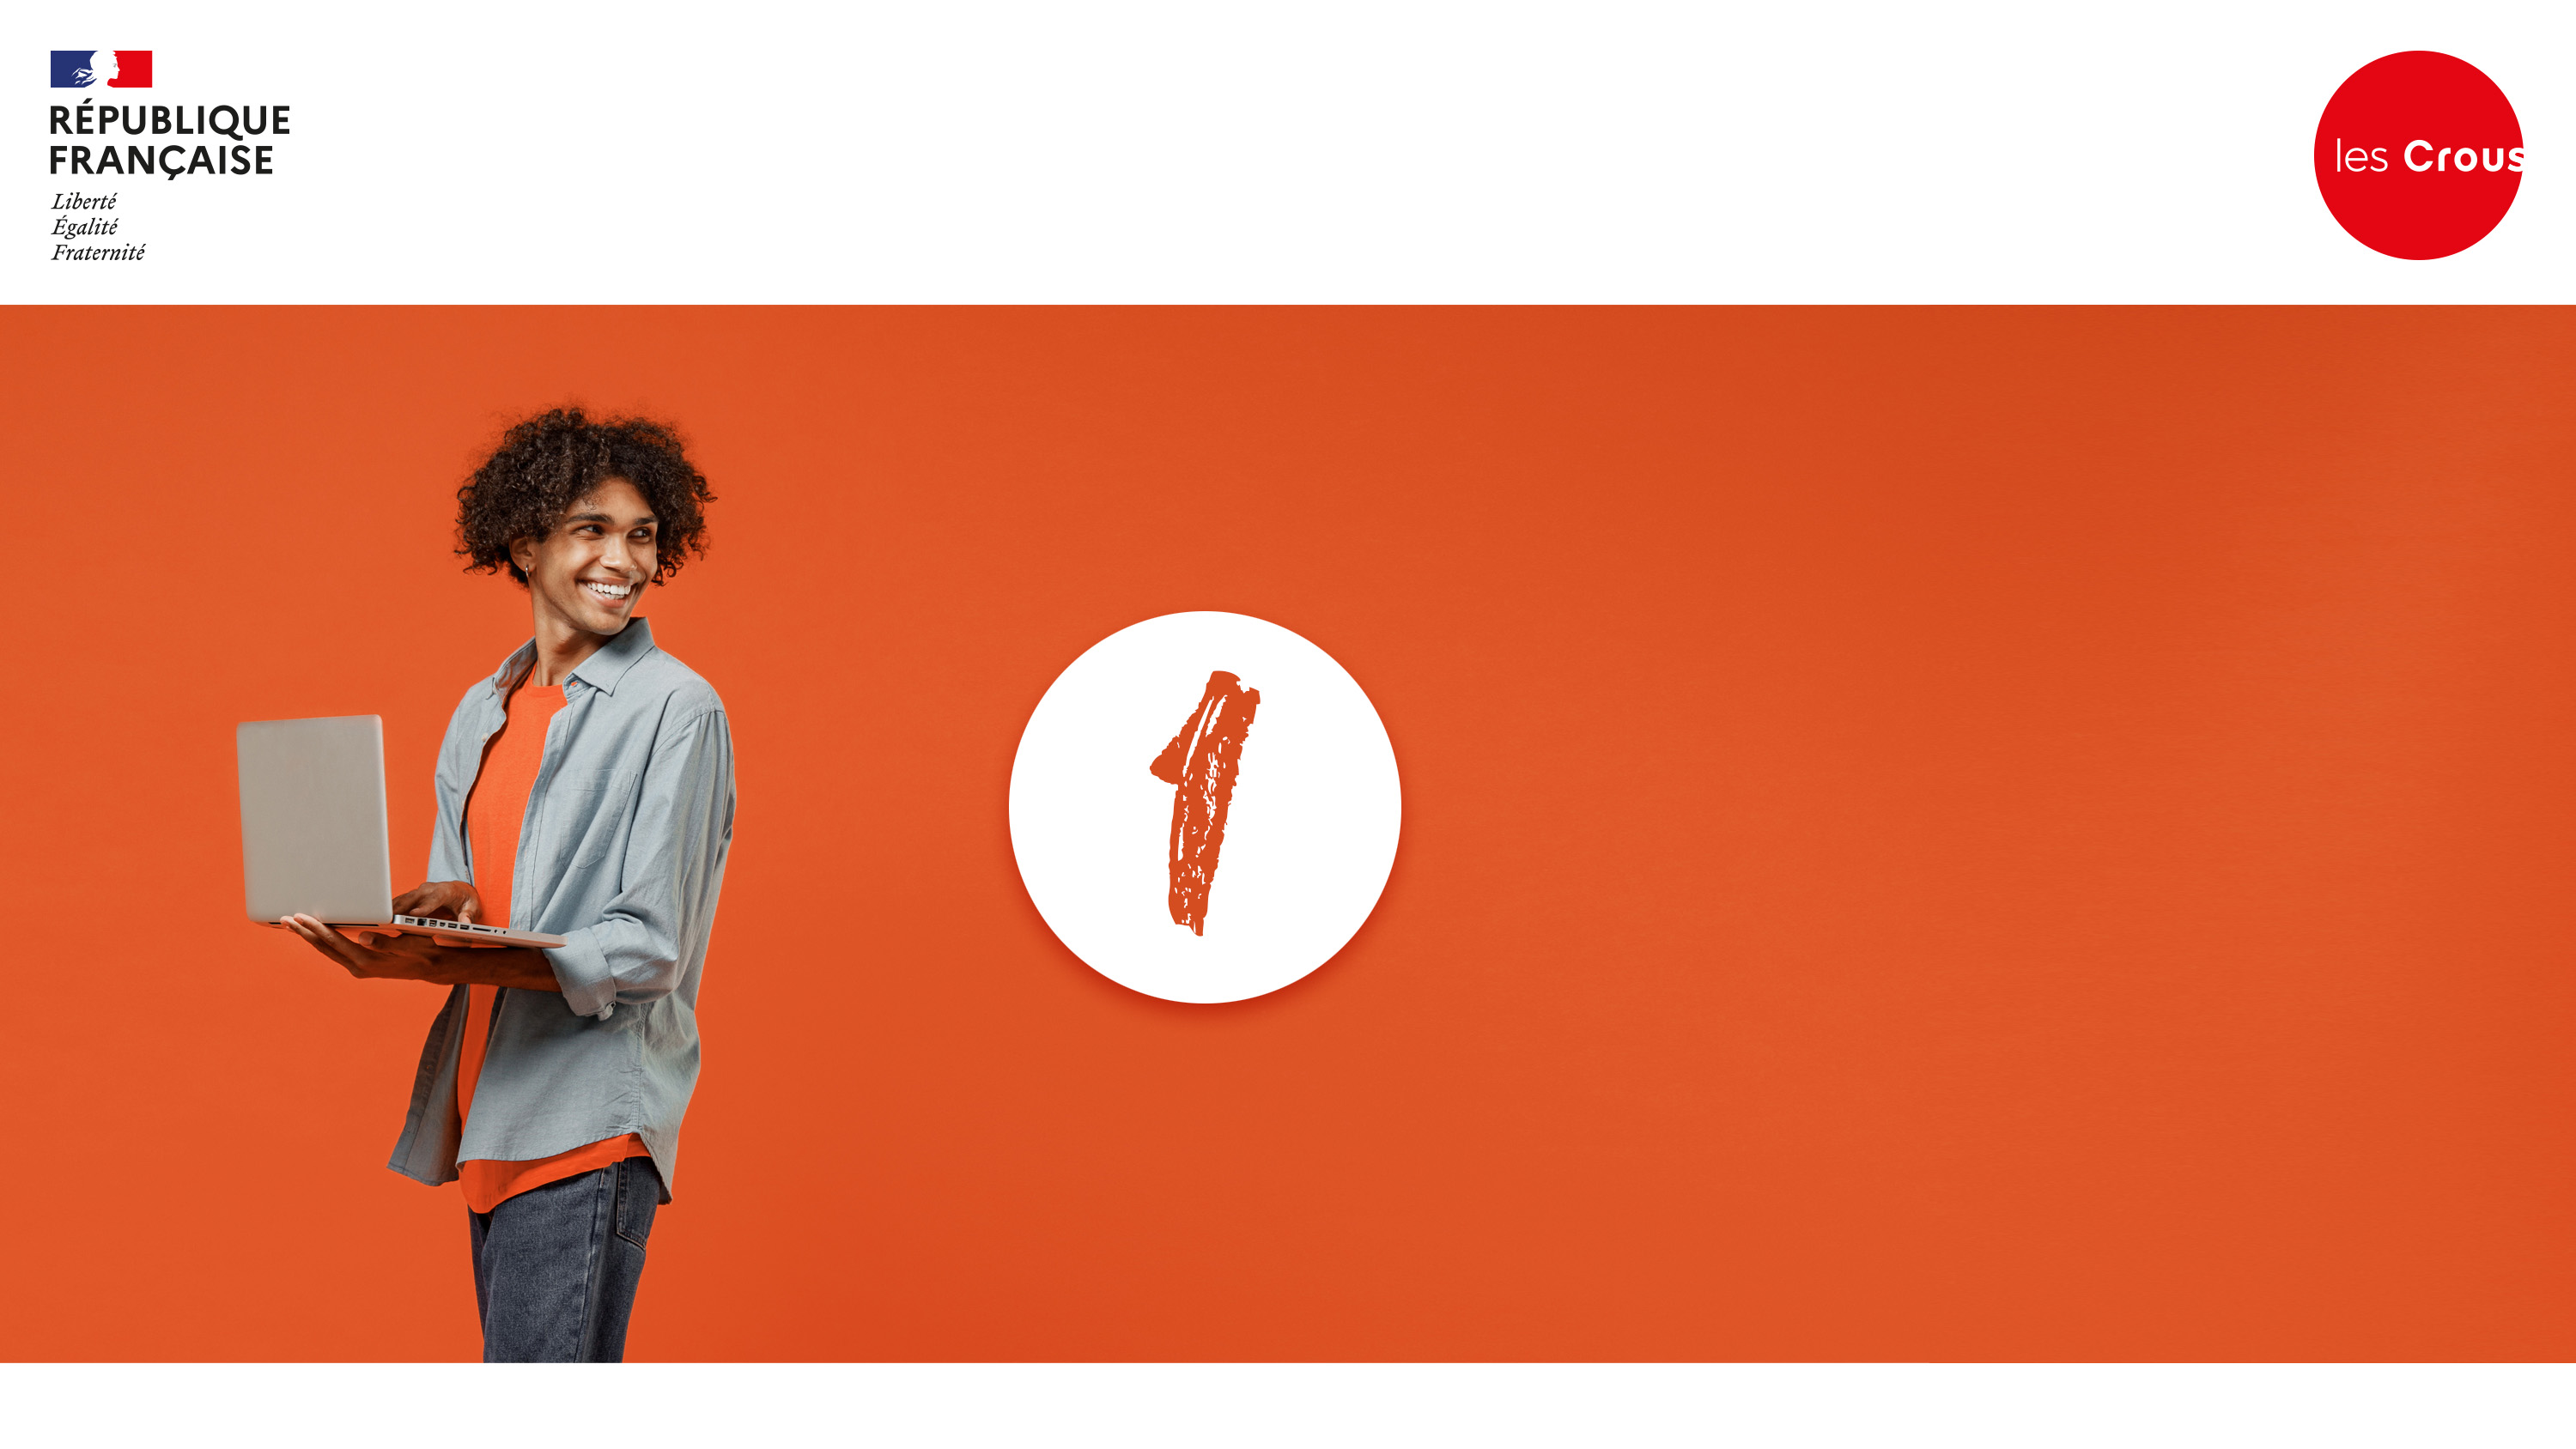 RÉPUBLIQUE
FRANÇAISE
Liberté
Égalité
Fraternité
les Crous
1